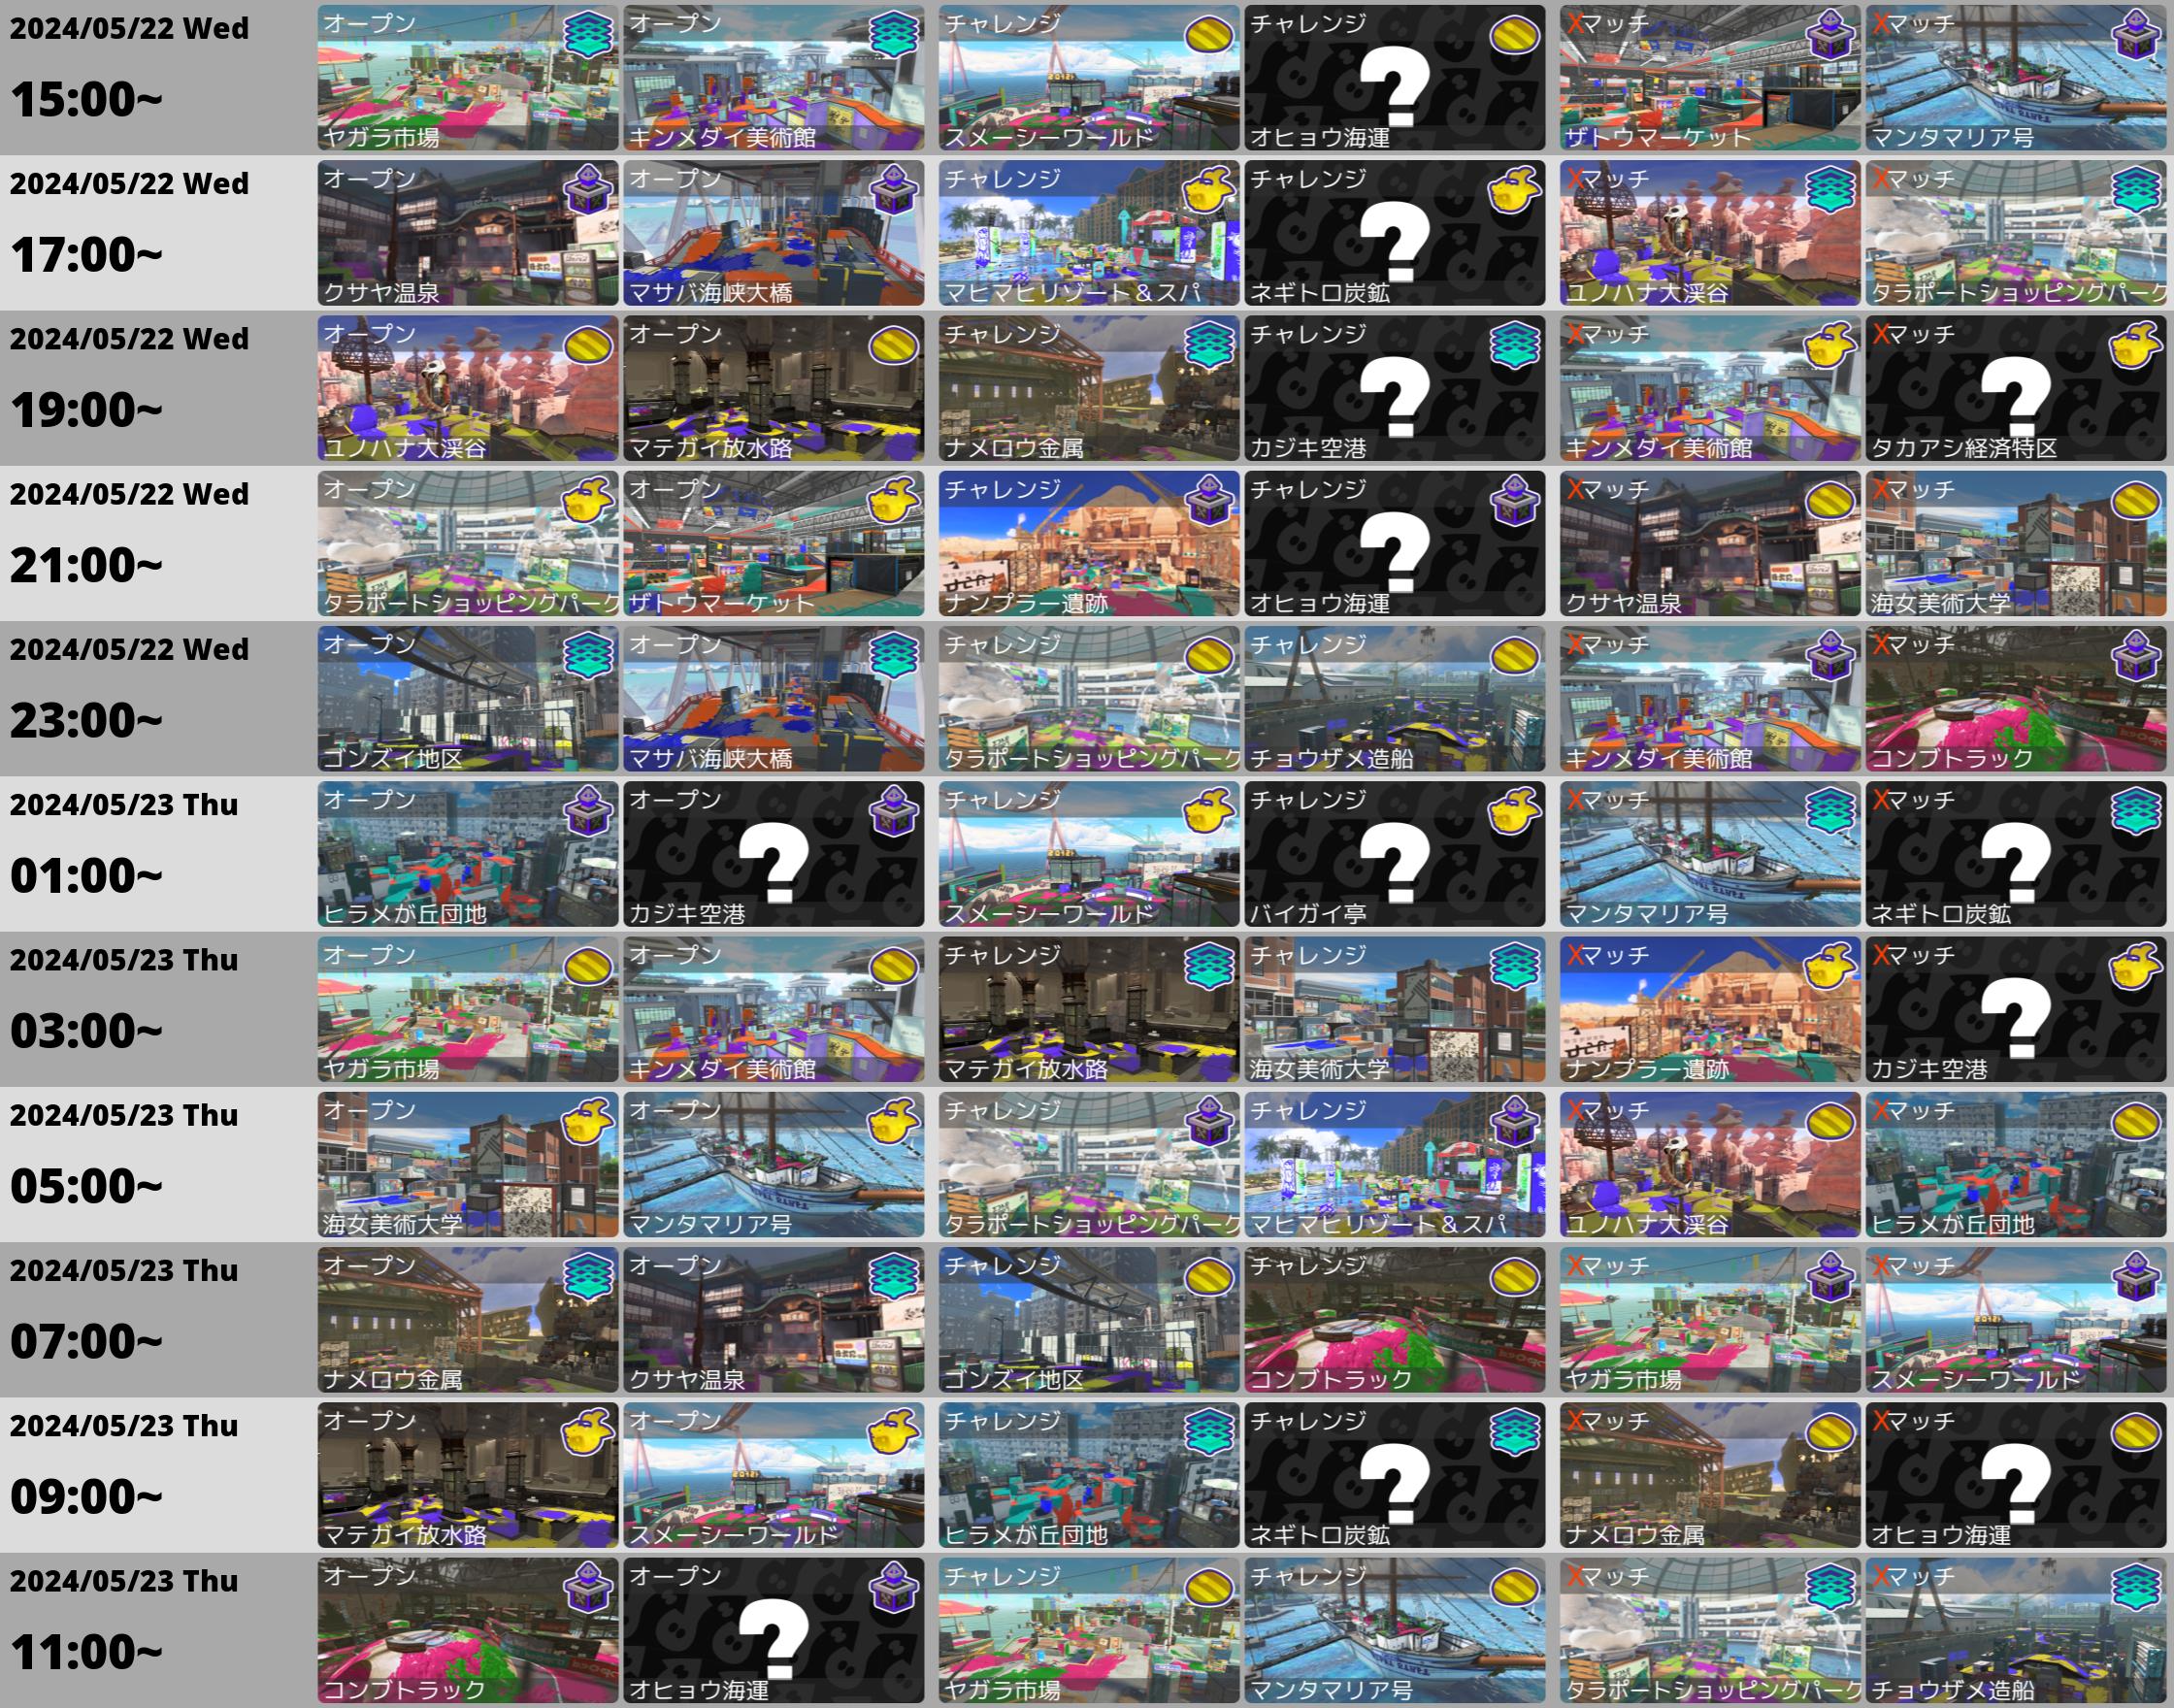 2024/05/22 Wed
15:00~
オープン
ヤガラ市場
オープン
キンメダイ美術館
チャレンジ
スメーシーワールド
チャレンジ
?
オヒョウ海運
Xマッチ
ザトウマーケット
Xマッチ
マンタマリア号
2024/05/22 Wed
17:00~
オープン
クサヤ温泉
オープン
マサバ海峡大橋
チャレンジ
マヒマヒリゾート&スパ
チャレンジ
?
ネギトロ炭鉱
Xマッチ
ユノハナ大渓谷
Xマッチ
タラポートショッピングパーク
2024/05/22 Wed
19:00~
オープン
ユノハナ大渓谷
オープン
マテガイ放水路
チャレンジ
ナメロウ金属
チャレンジ
?
カジキ空港
Xマッチ
キンメダイ美術館
Xマッチ
?
タカアシ経済特区
2024/05/22 Wed
21:00~
オープン
タラポートショッピングパーク
オープン
ザトウマーケット
チャレンジ
ナンプラー遺跡
チャレンジ
?
オヒョウ海運
Xマッチ
クサヤ温泉
Xマッチ
海女美術大学
2024/05/22 Wed
23:00~
オープン
ゴンズイ地区
オープン
マサバ海峡大橋
チャレンジ
タラポートショッピングパーク
チャレンジ
チョウザメ造船
Xマッチ
キンメダイ美術館
Xマッチ
コンブトラック
2024/05/23 Thu
01:00~
オープン
ヒラメが丘団地
オープン
?
カジキ空港
チャレンジ
スメーシーワールド
チャレンジ
?
バイガイ亭
Xマッチ
マンタマリア号
Xマッチ
?
ネギトロ炭鉱
2024/05/23 Thu
03:00~
オープン
ヤガラ市場
オープン
キンメダイ美術館
チャレンジ
マテガイ放水路
チャレンジ
海女美術大学
Xマッチ
ナンプラー遺跡
Xマッチ
?
カジキ空港
2024/05/23 Thu
05:00~
オープン
海女美術大学
オープン
マンタマリア号
チャレンジ
タラポートショッピングパーク
チャレンジ
マヒマヒリゾート&スパ
Xマッチ
ユノハナ大渓谷
Xマッチ
ヒラメが丘団地
2024/05/23 Thu
07:00~
オープン
ナメロウ金属
オープン
クサヤ温泉
チャレンジ
ゴンズイ地区
チャレンジ
コンブトラック
Xマッチ
ヤガラ市場
Xマッチ
スメーシーワールド
2024/05/23 Thu
09:00~
オープン
マテガイ放水路
オープン
スメーシーワールド
チャレンジ
ヒラメが丘団地
チャレンジ
?
ネギトロ炭鉱
Xマッチ
ナメロウ金属
Xマッチ
?
オヒョウ海運
2024/05/23 Thu
11:00~
オープン
コンブトラック
オープン
?
オヒョウ海運
チャレンジ
ヤガラ市場
チャレンジ
マンタマリア号
Xマッチ
タラポートショッピングパーク
Xマッチ
チョウザメ造船